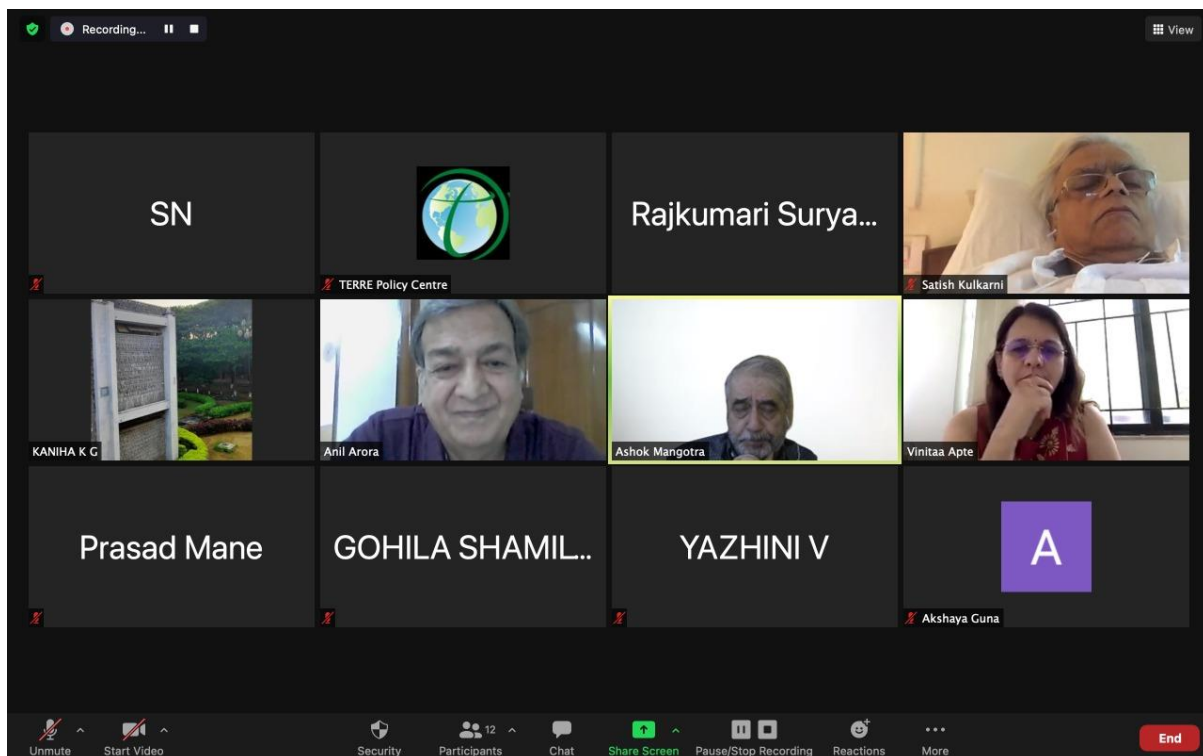 Recording...
View
SN
TERRE Policy Centre
Rajkumari Surya...
Satish Kulkarni
KANIHA K G
Anil Arora
Ashok Mangotra
Vinitaa Apte
Prasad Mane
GOHILA SHAMIL...
YAZHINI V
A
Akshaya Guna
Unmute
Start Video
Security
12
Participants
Chat
Share Screen
Pause/Stop Recording
Reactions
More
End